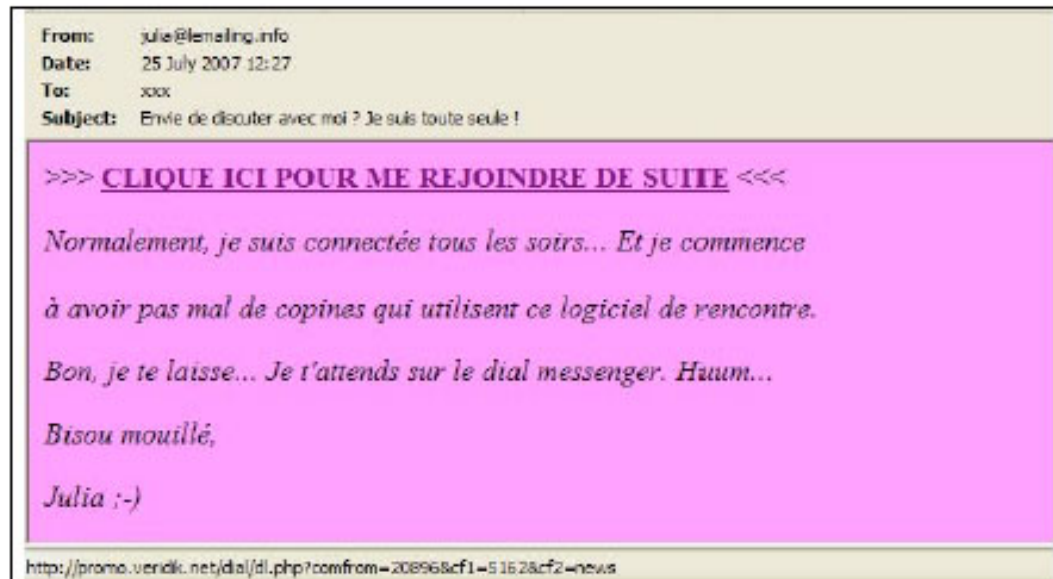 From: julia@lemailing.info
Date: 25 July 2007 12:27
To: xxx
Subject: Envie de discuter avec moi ? Je suis toute seule !
>>> CLIQUE ICI POUR ME REJOINDRE DE SUITE <<<
Normalement, je suis connectée tous les soirs... Et je commence
à avoir pas mal de copines qui utilisent ce logiciel de rencontre.
Bon, je te laisse... Je t'attends sur le dial messenger. Huum...
Bisou mouillé,
Julia ;-)
http://promo.veridik.net/dial/dl.php?comfrom=20896&cf1=5162&cf2=news